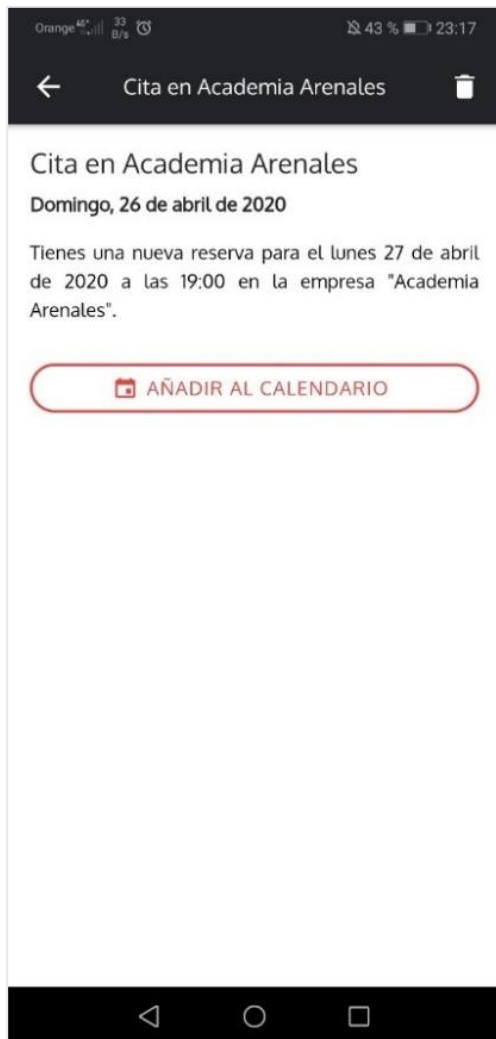 Orange 33 B/s 43 % 23:17
Cita en Academia Arenales
Cita en Academia Arenales
Domingo, 26 de abril de 2020
Tienes una nueva reserva para el lunes 27 de abril
de 2020 a las 19:00 en la empresa "Academia
Arenales".
AÑADIR AL CALENDARIO